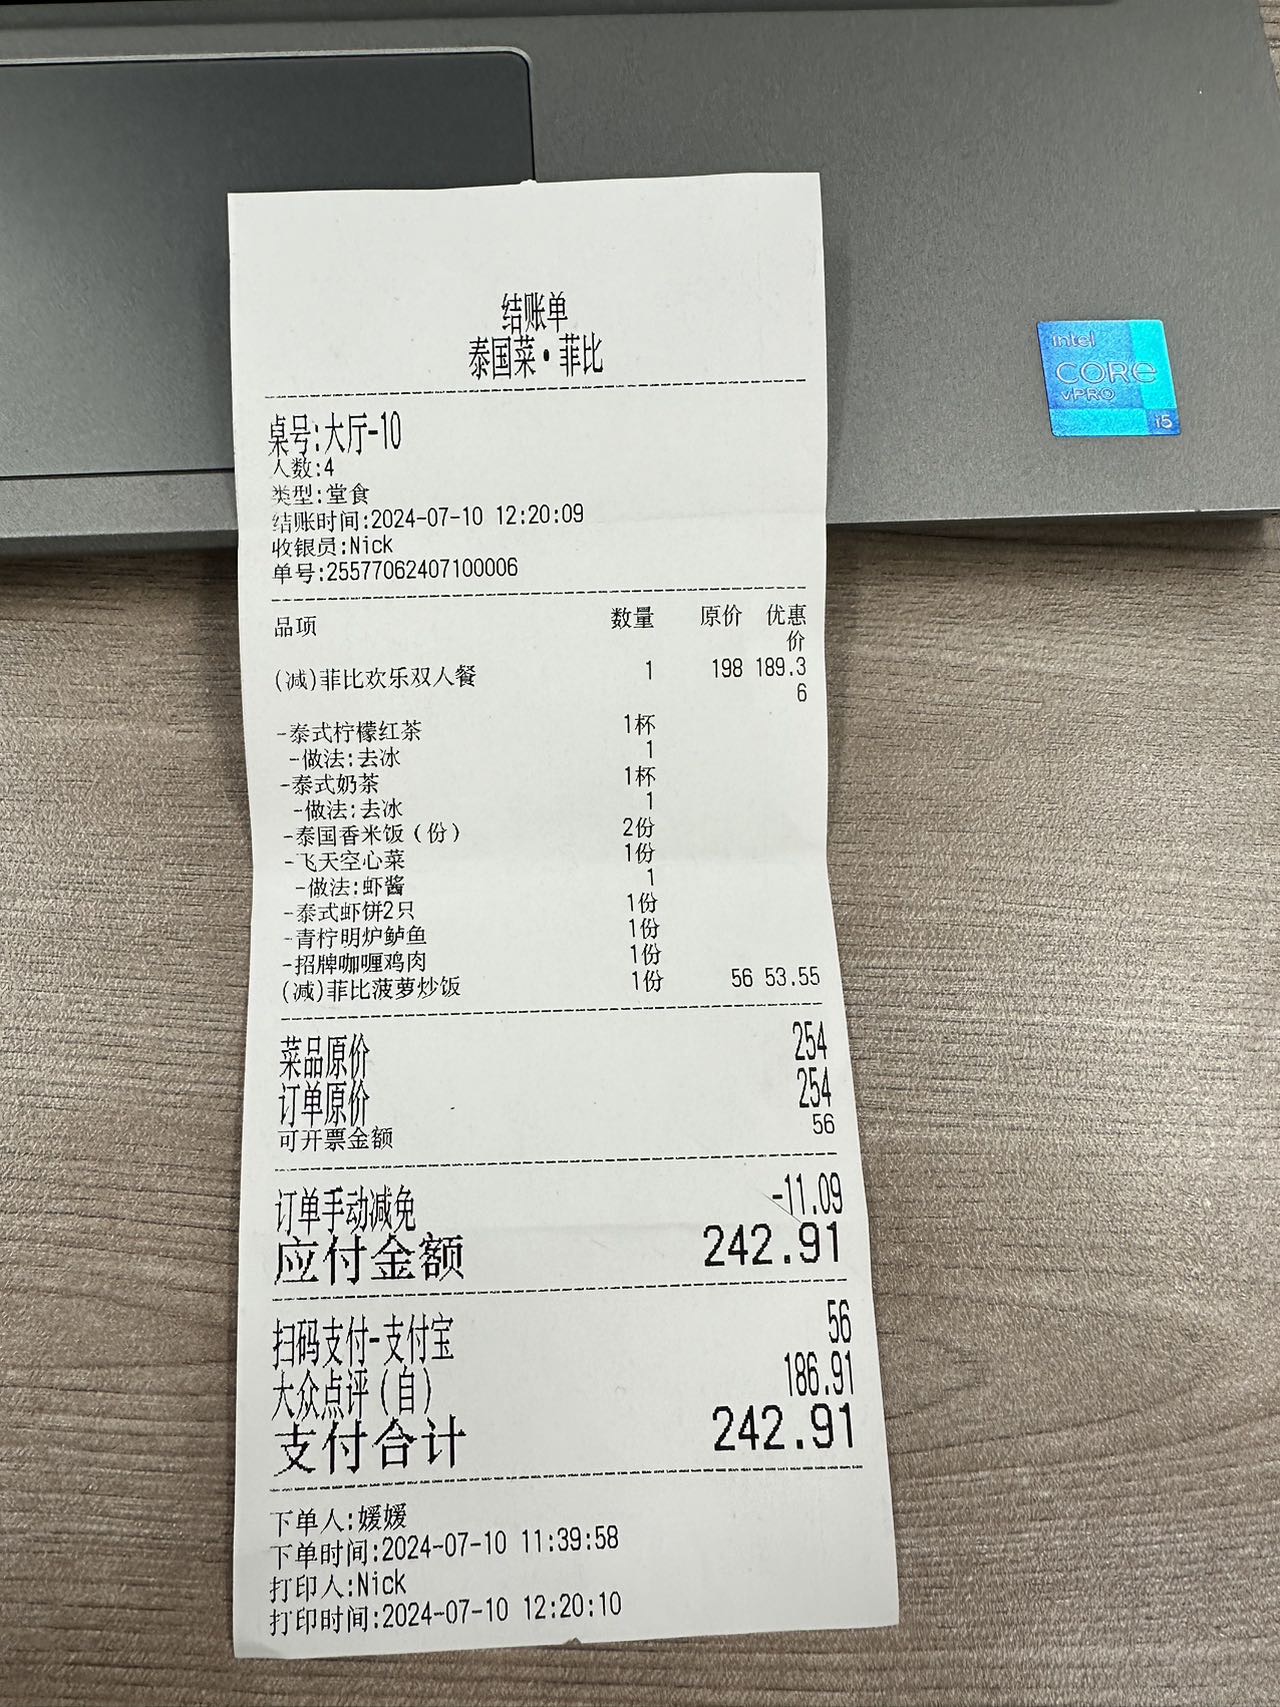 结账单
泰国菜·菲比
桌号:大厅-10
人数:4
类型:堂食
结账时间:2024-07-10 12:20:09
收银员:Nick
单号:25577062407100006
品项 数量 原价 优惠
价
(减)菲比欢乐双人餐 1 198 189.3
6
-泰式柠檬红茶 1杯
-做法:去冰 1
-泰式奶茶 1杯
-做法:去冰 1
-泰国香米饭(份) 2份
-飞天空心菜 1份
-做法:虾酱 1
-泰式虾饼2只 1份
-青柠明炉鲈鱼 1份
-招牌咖喱鸡肉 1份
(减)菲比菠萝炒饭 1份 56 53.55
菜品原价 254
订单原价 254
可开票金额 56
订单手动减免 -11.09
应付金额 242.91
扫码支付-支付宝 56
大众点评(自) 186.91
支付合计 242.91
下单人:媛媛
下单时间:2024-07-10 11:39:58
打印人:Nick
打印时间:2024-07-10 12:20:10
intel
CORE
vPRO
i5